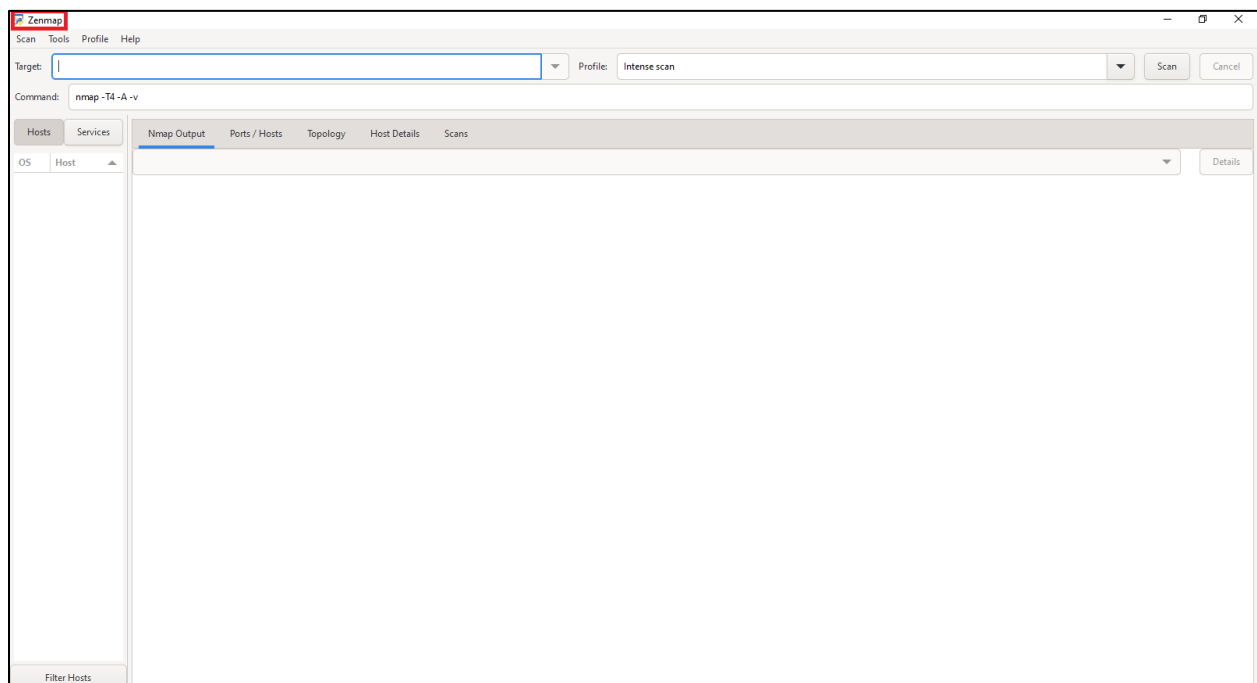 Zenmap
Scan Tools Profile Help
Target: Profile: Intense scan Scan Cancel
Command: nmap -T4 -A -v
Hosts Services Nmap Output Ports / Hosts Topology Host Details Scans
OS Host Details
Filter Hosts